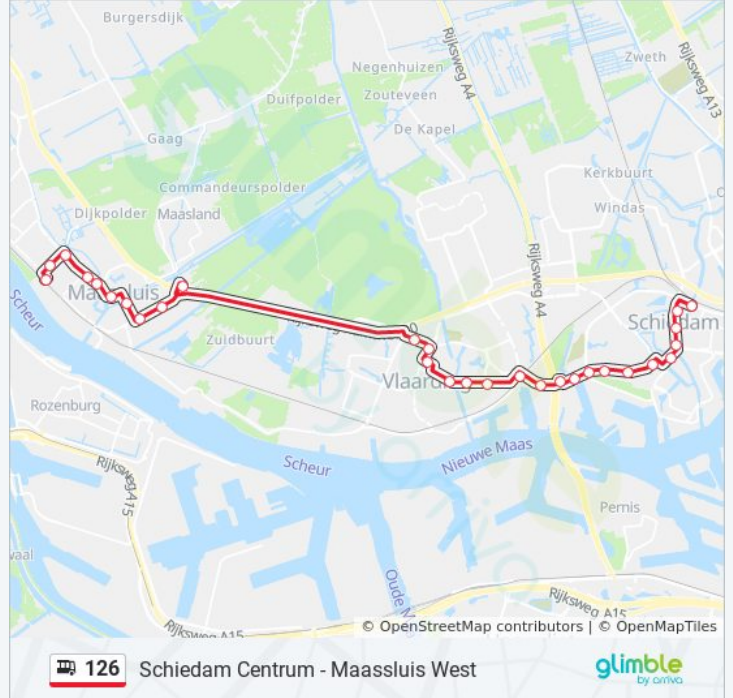 Burgersdijk
Rijksweg A4
Negenhuizen
Zweth
Rijksweg A13
Duifpolder
Zouteveen
De Kapel
Gaag
Kerkbuurt
Commandeurspolder
Windas
Dijkpolder
Maasland
Rijksweg A4
Scheur
Schiedam
Zuidbuurt
Rozenburg
Scheur
Nieuwe Maas
Rijksweg A15
Pernis
Rijksweg A15
Rijksweg A15
© OpenStreetMap contributors | © OpenMapTiles
126 Schiedam Centrum - Maassluis West
glimble
by arriva